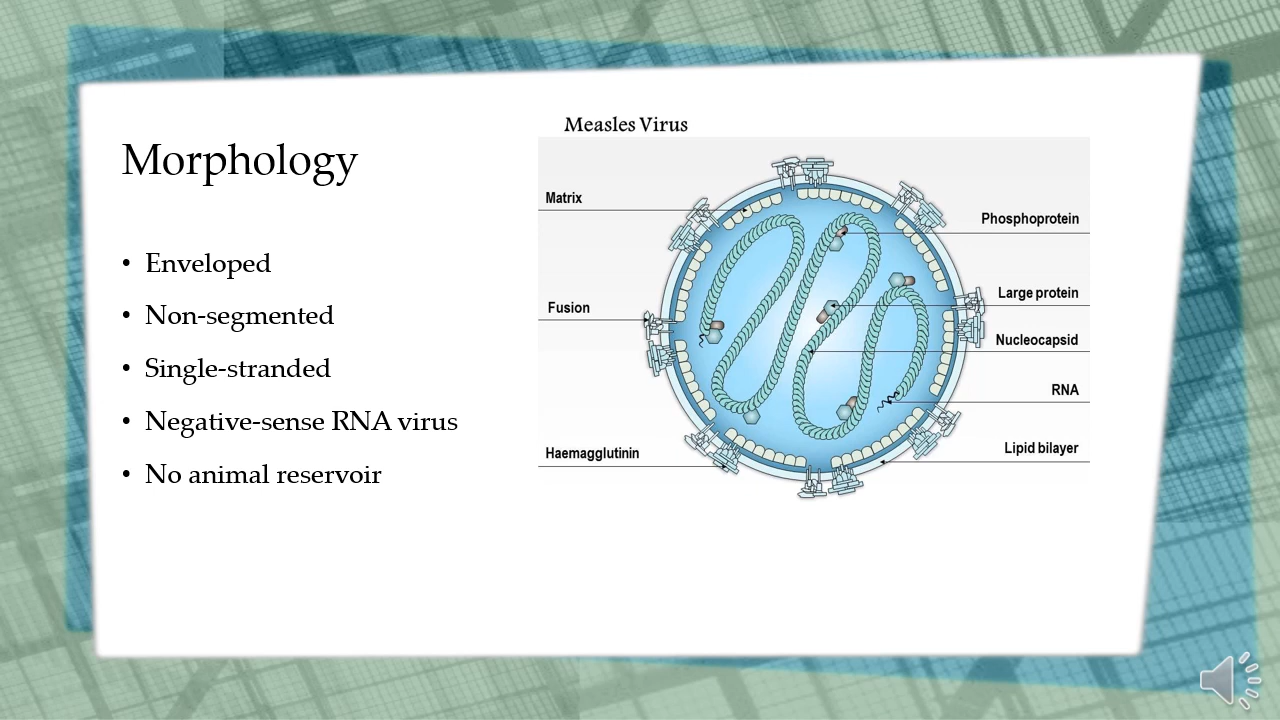 Morphology
• Enveloped
• Non-segmented
• Single-stranded
• Negative-sense RNA virus
• No animal reservoir
Measles Virus
Matrix
Fusion
Haemagglutinin
Phosphoprotein
Large protein
Nucleocapsid
RNA
Lipid bilayer